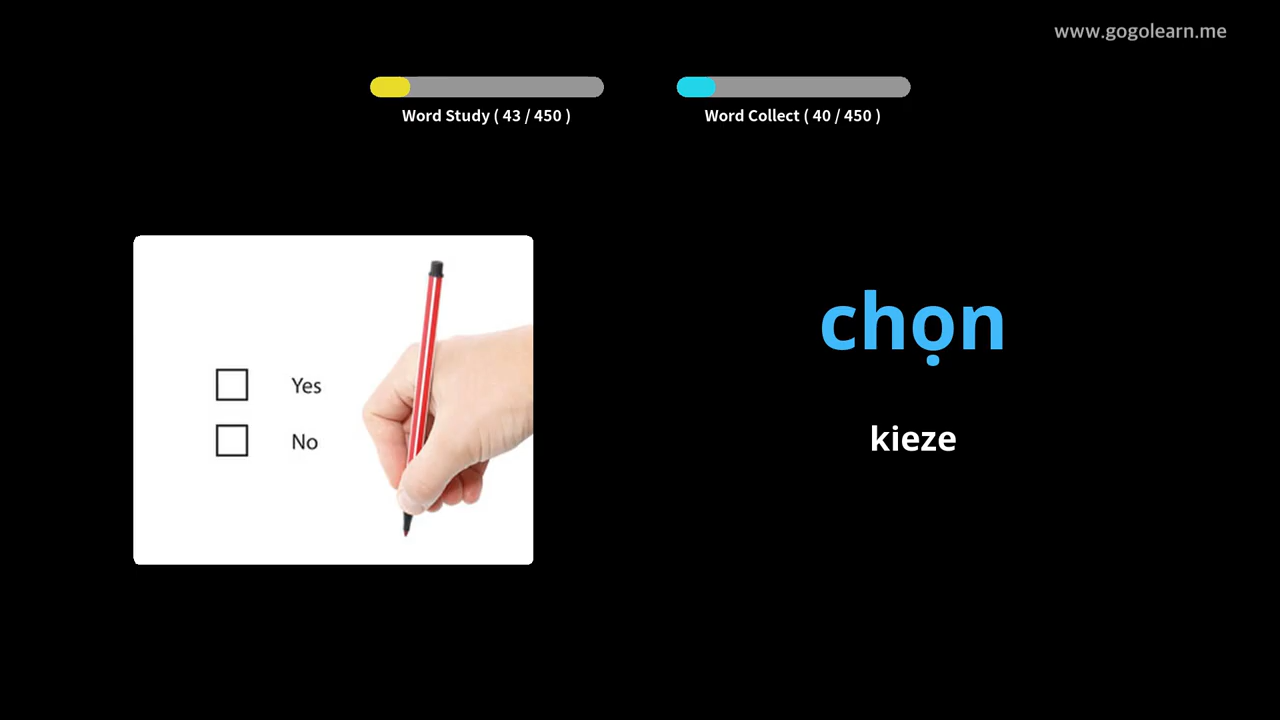 www.gogolearn.me
Word Study ( 43 / 450 )
Word Collect ( 40 / 450 )
Yes
No
chọn
kieze